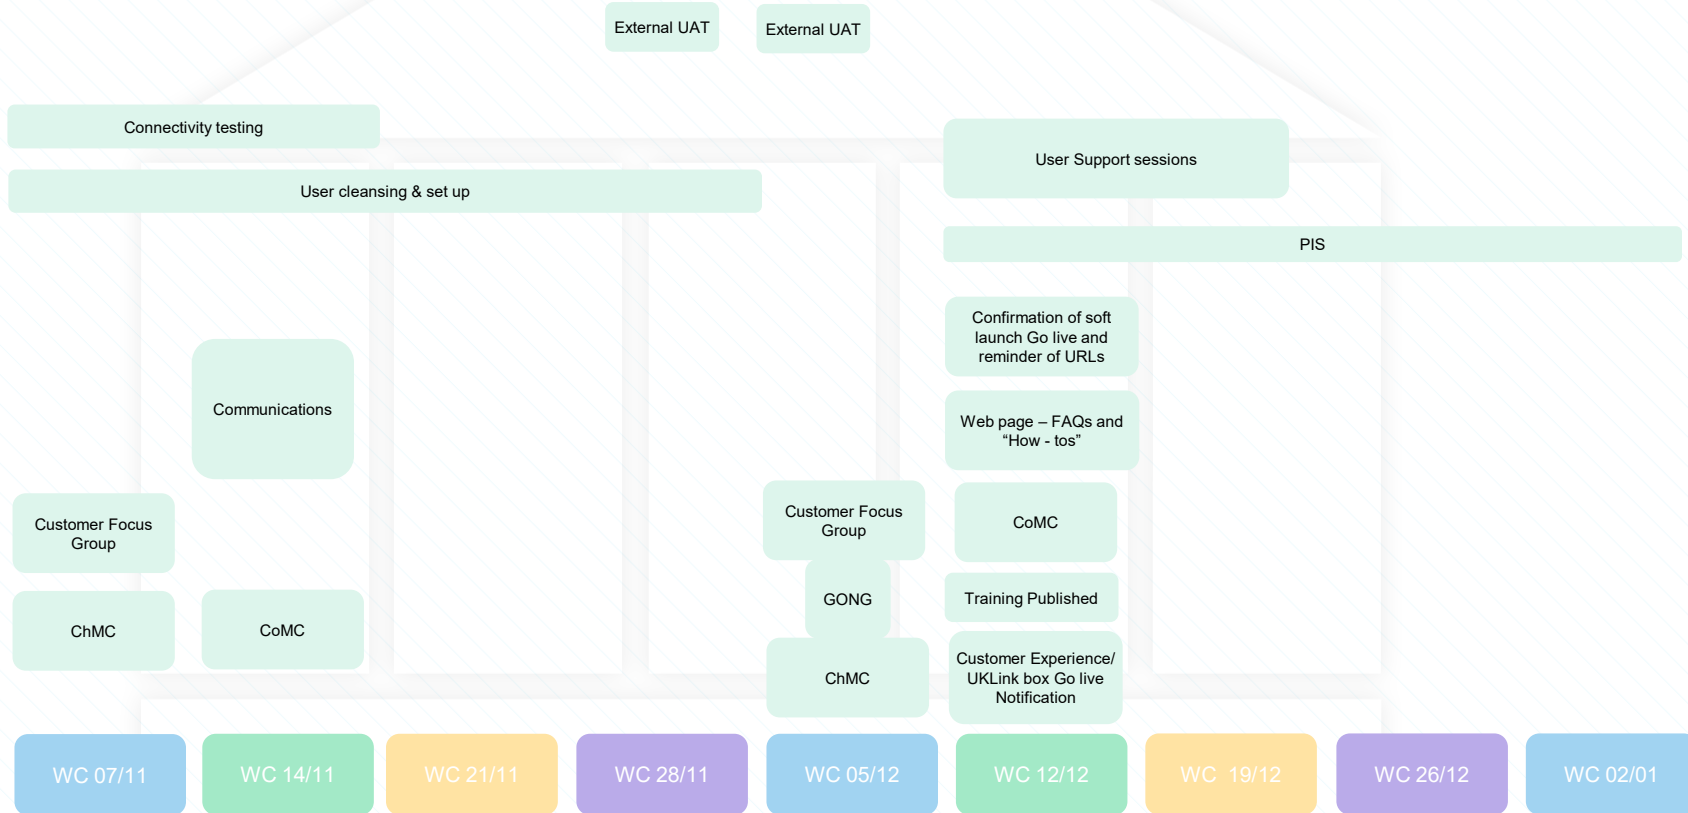 External UAT
External UAT
Connectivity testing
User Support sessions
User cleansing & set up
PIS
Confirmation of soft
launch Go live and
reminder of URLs
Communications
Web page – FAQs and
“How - tos”
Customer Focus
Group
Customer Focus
Group
CoMC
GONG
Training Published
ChMC
CoMC
ChMC
Customer Experience/
UKLink box Go live
Notification
WC 07/11
WC 14/11
WC 21/11
WC 28/11
WC 05/12
WC 12/12
WC  19/12
WC 26/12
WC 02/01